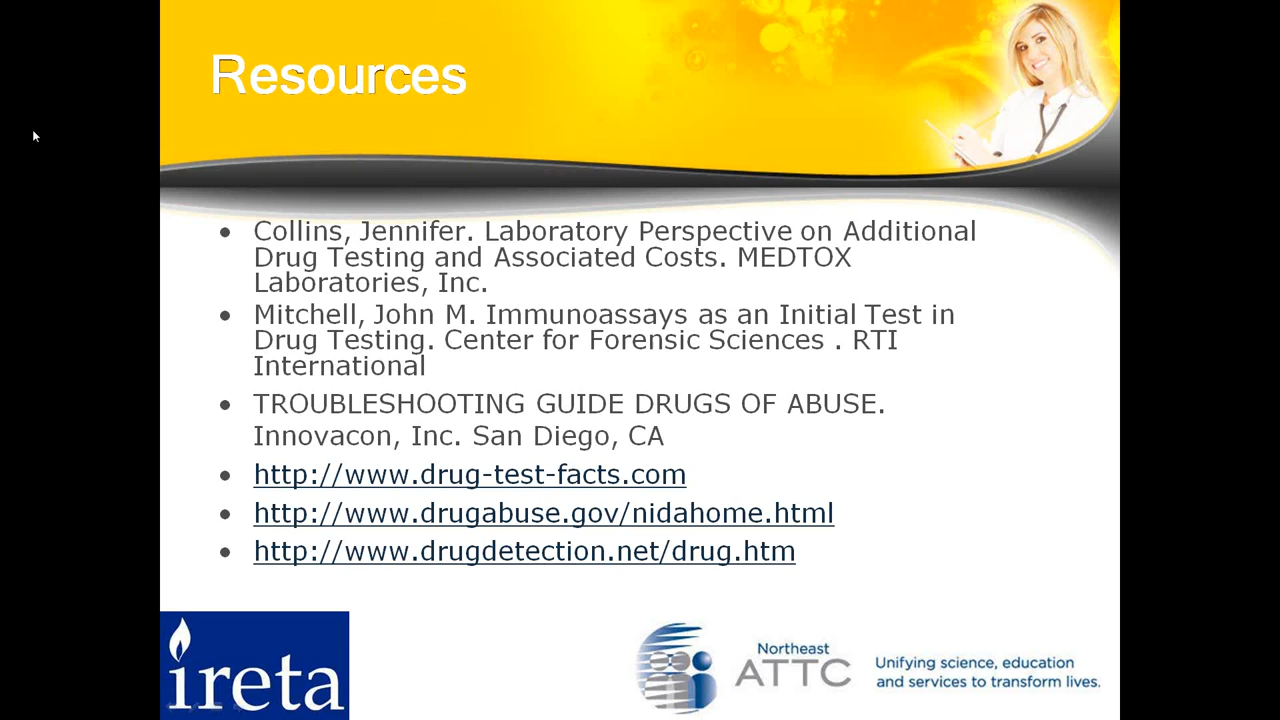 Resources
• Collins, Jennifer. Laboratory Perspective on Additional
Drug Testing and Associated Costs. MEDTOX
Laboratories, Inc.
• Mitchell, John M. Immunoassays as an Initial Test in
Drug Testing. Center for Forensic Sciences . RTI
International
• TROUBLESHOOTING GUIDE DRUGS OF ABUSE.
Innovacon, Inc. San Diego, CA
• http://www.drug-test-facts.com
• http://www.drugabuse.gov/nidahome.html
• http://www.drugdetection.net/drug.htm
ireta
Northeast
ATTC
Unifying science, education
and services to transform lives.